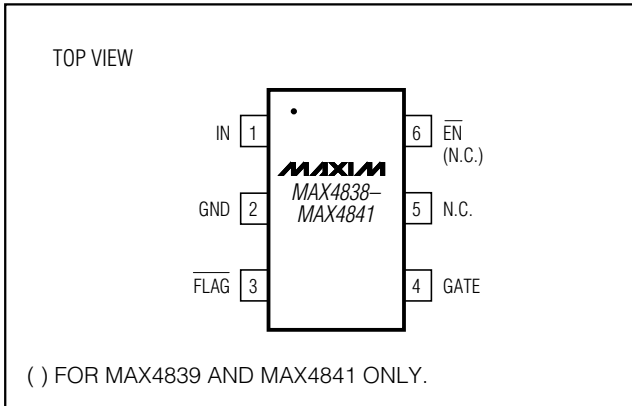 TOP VIEW
IN 1
6 EN
(N.C.)
MAXIM
MAX4838–
MAX4841
GND 2
5 N.C.
FLAG 3
4 GATE
( ) FOR MAX4839 AND MAX4841 ONLY.